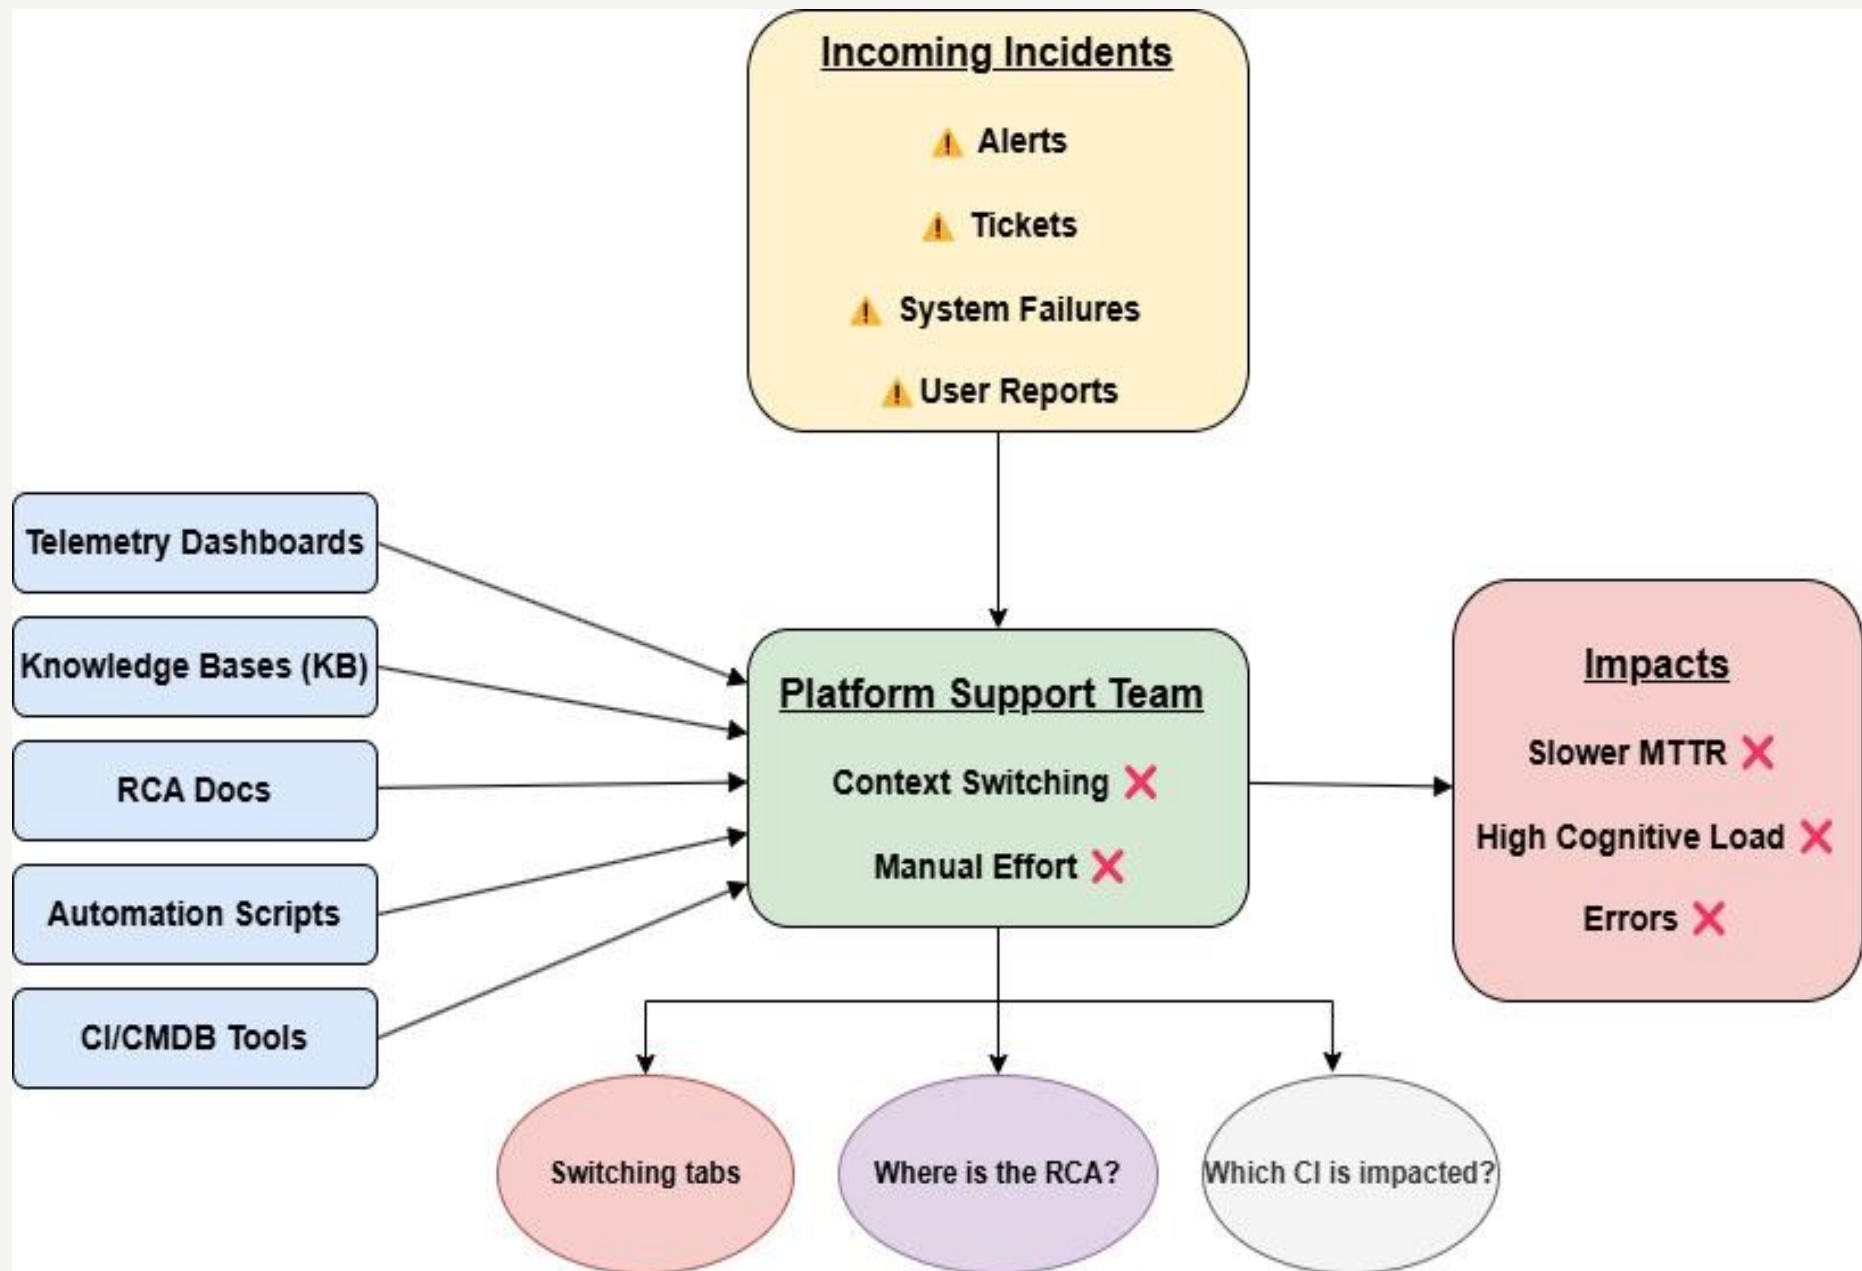 Incoming Incidents
Alerts
Tickets
System Failures
User Reports
Telemetry Dashboards
Knowledge Bases (KB)
RCA Docs
Automation Scripts
CI/CMDB Tools
Platform Support Team
Context Switching
Manual Effort
Impacts
Slower MTTR
High Cognitive Load
Errors
Switching tabs
Where is the RCA?
Which CI is impacted?